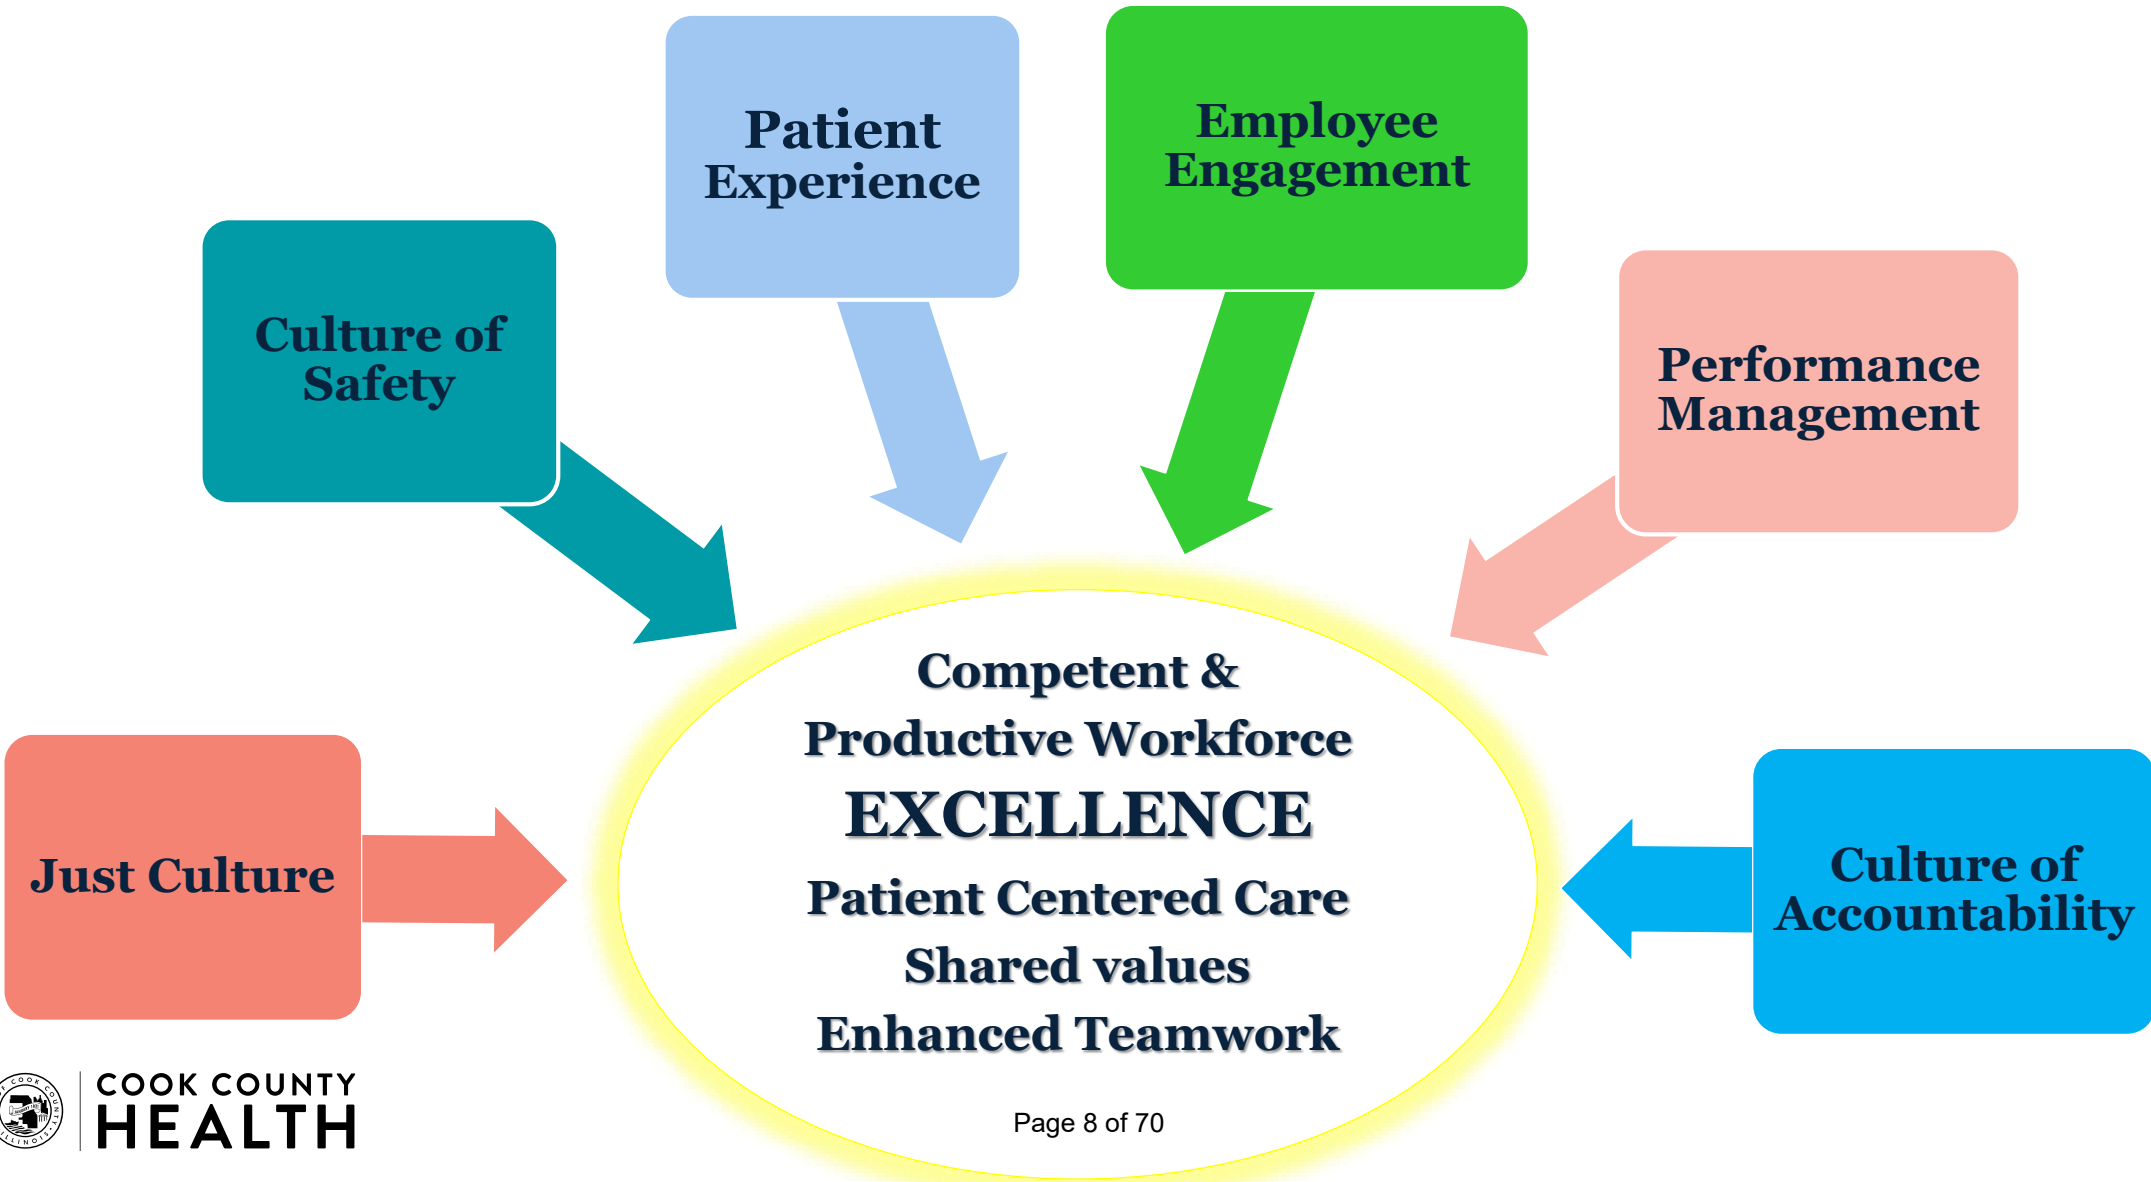 Patient
Experience
Employee
Engagement
Culture of
Safety
Performance
Management
Just Culture
Competent &
Productive Workforce
EXCELLENCE
Patient Centered Care
Shared values
Enhanced Teamwork
Culture of
Accountability
COOK COUNTY
HEALTH
Page 8 of 70